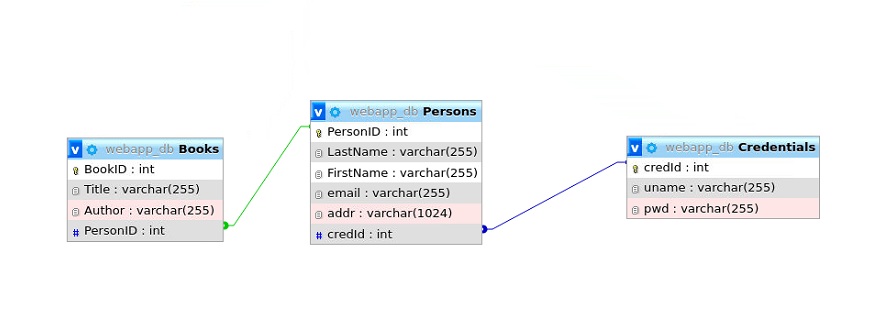 v webapp_db Books
BookID : int
Title : varchar(255)
Author : varchar(255)
# PersonID : int
v webapp_db Persons
PersonID : int
LastName : varchar(255)
FirstName : varchar(255)
email : varchar(255)
addr : varchar(1024)
# credId : int
v webapp_db Credentials
credId : int
uname : varchar(255)
pwd : varchar(255)